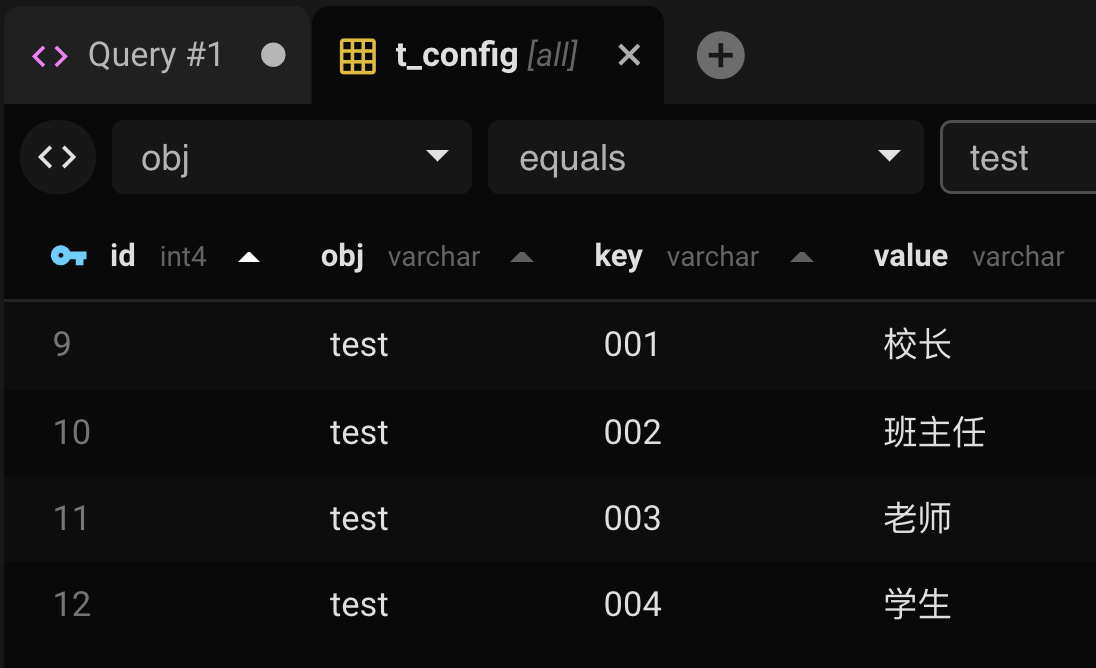 Query #1 t_config [all]
obj equals test
id int4 obj varchar key varchar value varchar
9 test 001 校长
10 test 002 班主任
11 test 003 老师
12 test 004 学生